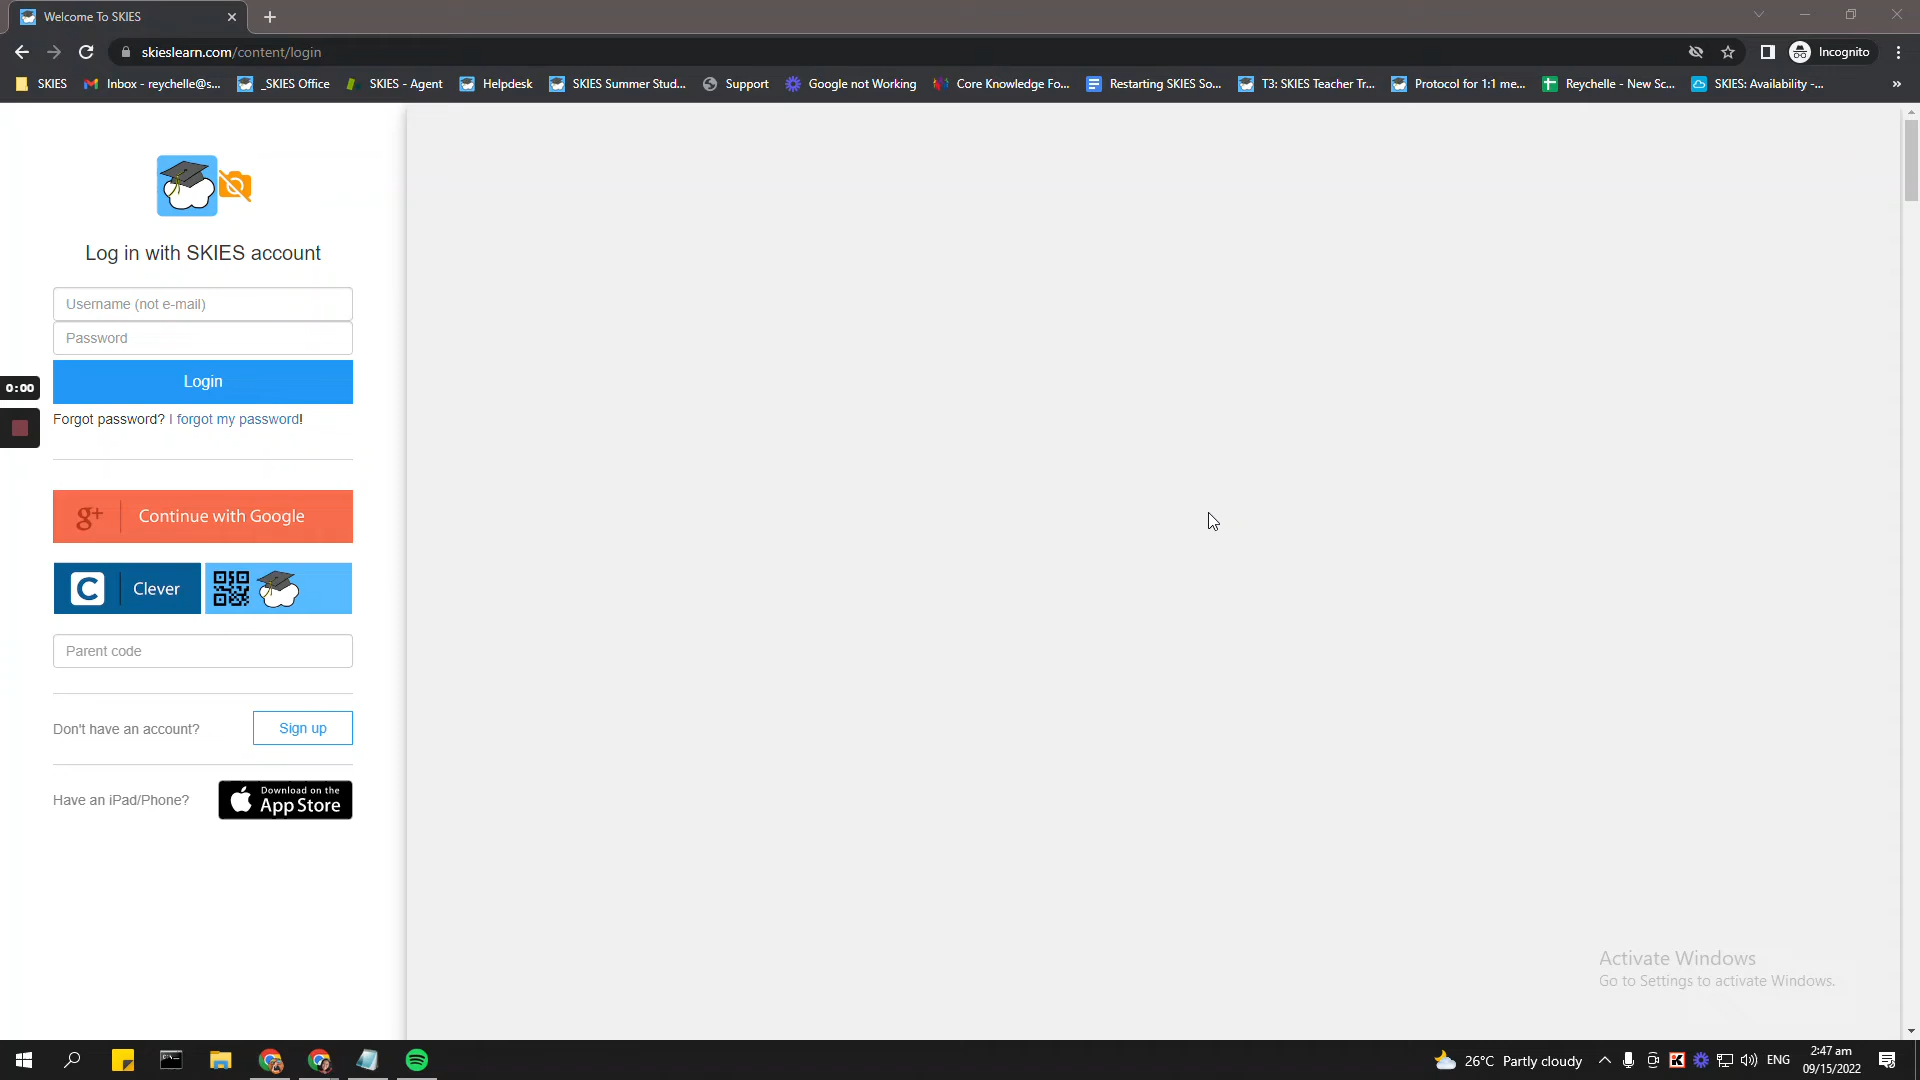 Welcome To SKIES
skieslearn.com/content/login
Incognito
SKIES
Inbox - reychelle@s...
_SKIES Office
SKIES - Agent
Helpdesk
SKIES Summer Stud...
Support
Google not Working
Core Knowledge Fo...
Restarting SKIES So...
T3: SKIES Teacher Tr...
Protocol for 1:1 me...
Reychelle - New Sc...
SKIES: Availability -...
»
Log in with SKIES account
Username (not e-mail)
Password
0:00
Login
Forgot password? I forgot my password!
g+ Continue with Google
C Clever
Parent code
Don't have an account? Sign up
Have an iPad/Phone?
Download on the
App Store
Activate Windows
Go to Settings to activate Windows.
26°C Partly cloudy
ENG
2:47 am
09/15/2022